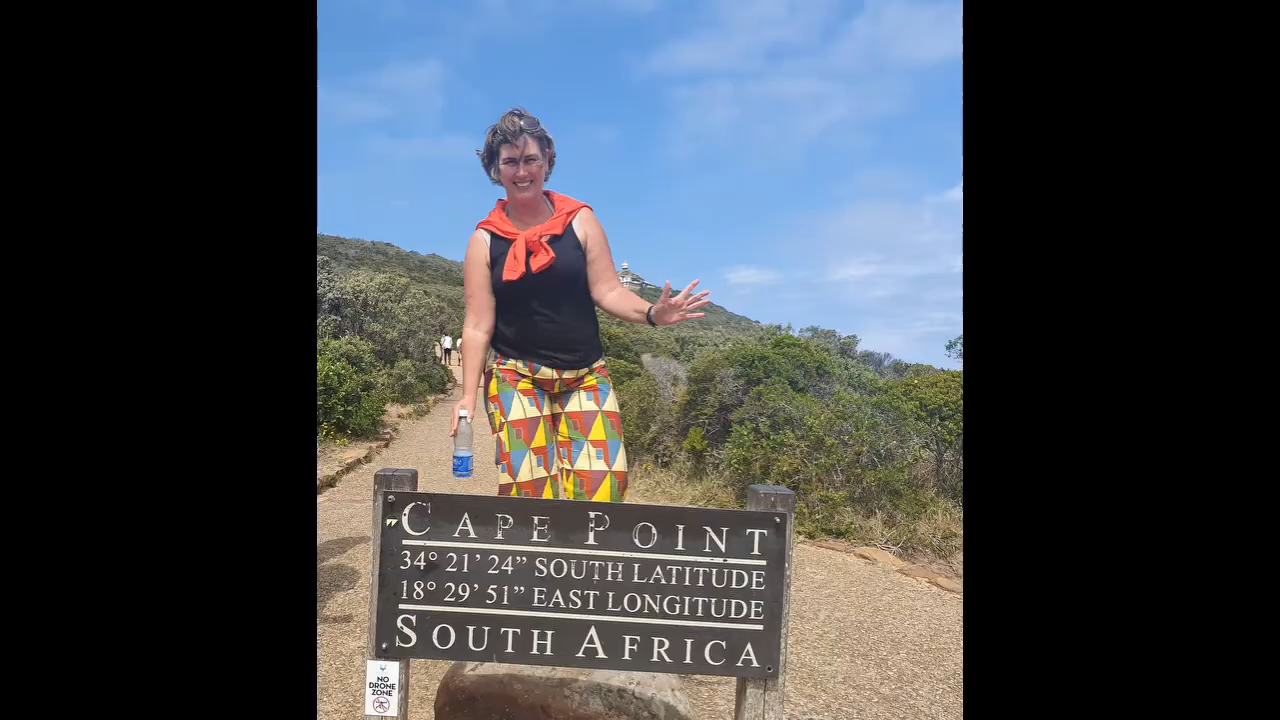 CAPE POINT
34° 21' 24" SOUTH LATITUDE
18° 29' 51" EAST LONGITUDE
SOUTH AFRICA
NO
DRONE
ZONE